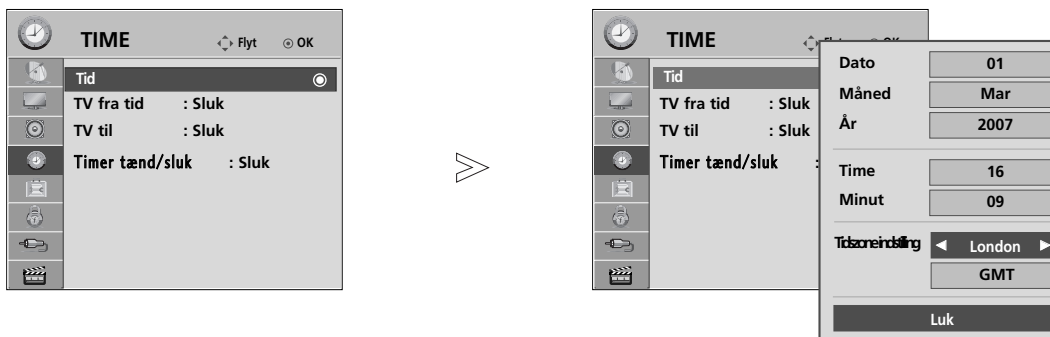 TIME Flyt OK
Tid
TV fra tid : Sluk
TV til : Sluk
Timer tænd/sluk : Sluk
TIME
Tid
TV fra tid : Sluk
TV til : Sluk
Timer tænd/sluk :
Dato 01
Måned Mar
År 2007
Time 16
Minut 09
Tidszoneindstilling London
GMT
Luk